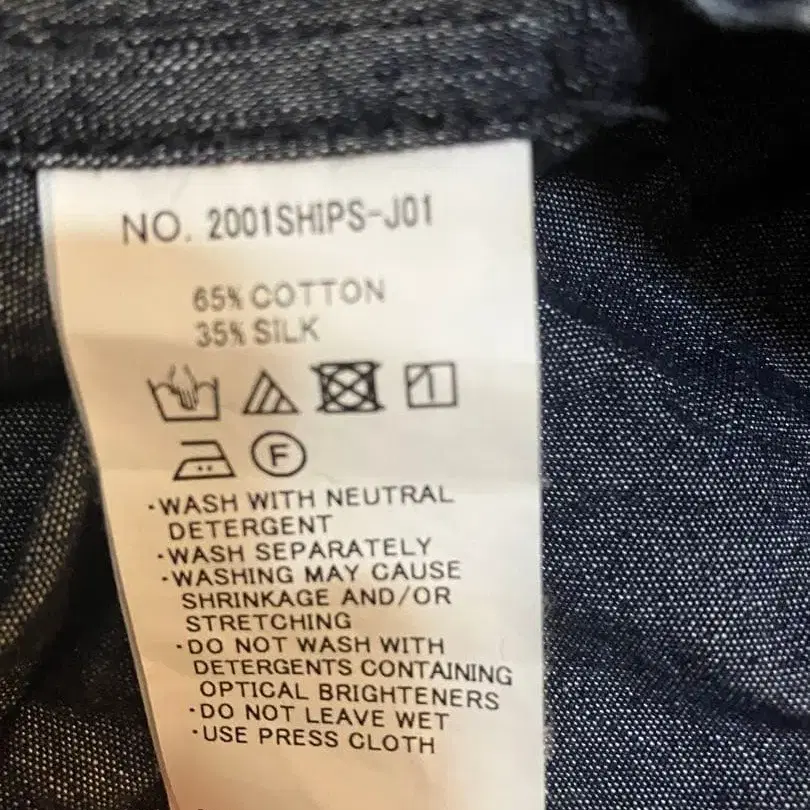 NO. 2001SHIPS-J01
65% COTTON
35% SILK
F
·WASH WITH NEUTRAL
DETERGENT
·WASH SEPARATELY
·WASHING MAY CAUSE
SHRINKAGE AND/OR
STRETCHING
·DO NOT WASH WITH
DETERGENTS CONTAINING
OPTICAL BRIGHTENERS
·DO NOT LEAVE WET
·USE PRESS CLOTH